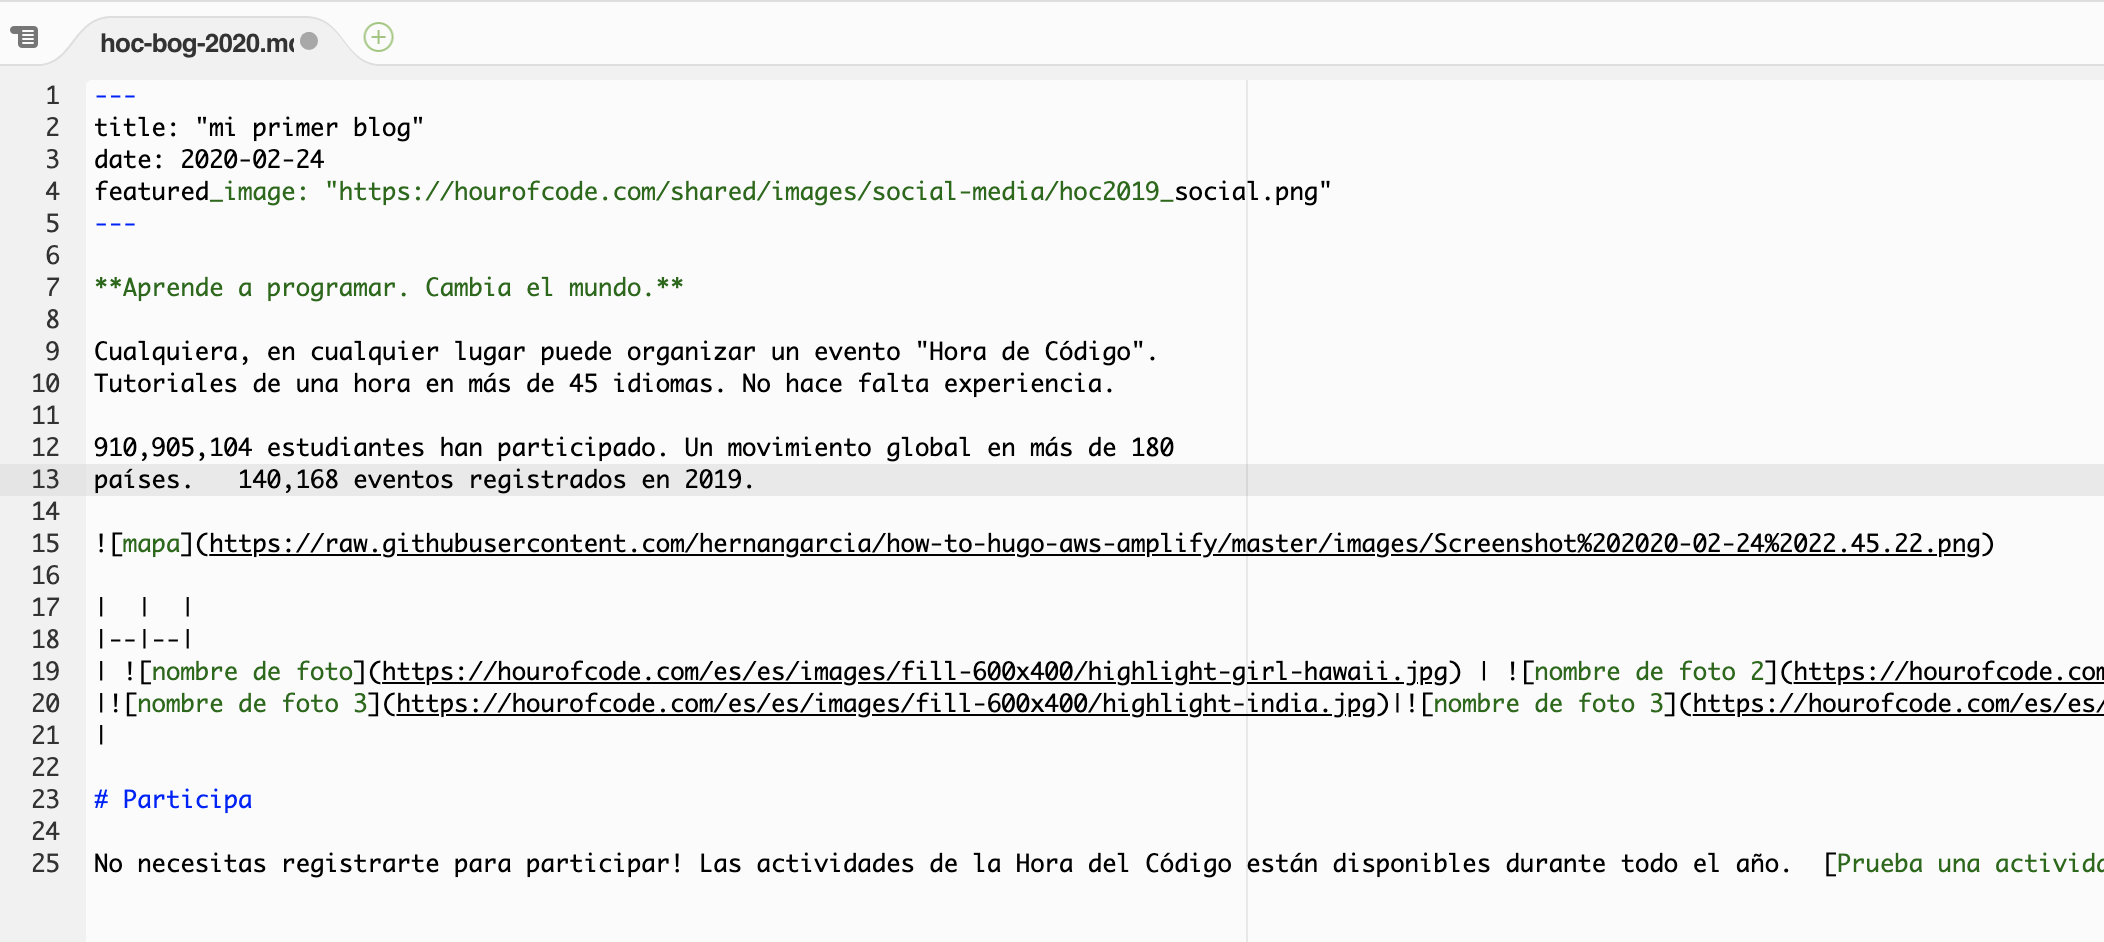 hoc-bog-2020.md
1 ---
2 title: "mi primer blog"
3 date: 2020-02-24
4 featured_image: "https://hourofcode.com/shared/images/social-media/hoc2019_social.png"
5 ---
6
7 **Aprende a programar. Cambia el mundo.**
8
9 Cualquiera, en cualquier lugar puede organizar un evento "Hora de Código".
10 Tutoriales de una hora en más de 45 idiomas. No hace falta experiencia.
11
12 910,905,104 estudiantes han participado. Un movimiento global en más de 180
13 países.   140,168 eventos registrados en 2019.
14
15 ![mapa](https://raw.githubusercontent.com/hernangarcia/how-to-hugo-aws-amplify/master/images/Screenshot%202020-02-24%2022.45.22.png)
16
17 |  |  |
18 |--|--|
19 | ![nombre de foto](https://hourofcode.com/es/es/images/fill-600x400/highlight-girl-hawaii.jpg) | ![nombre de foto 2](https://hourofcode.com
20 |![nombre de foto 3](https://hourofcode.com/es/es/images/fill-600x400/highlight-india.jpg)|![nombre de foto 3](https://hourofcode.com/es/es/
21 |
22
23 # Participa
24
25 No necesitas registrarte para participar! Las actividades de la Hora del Código están disponibles durante todo el año.  [Prueba una